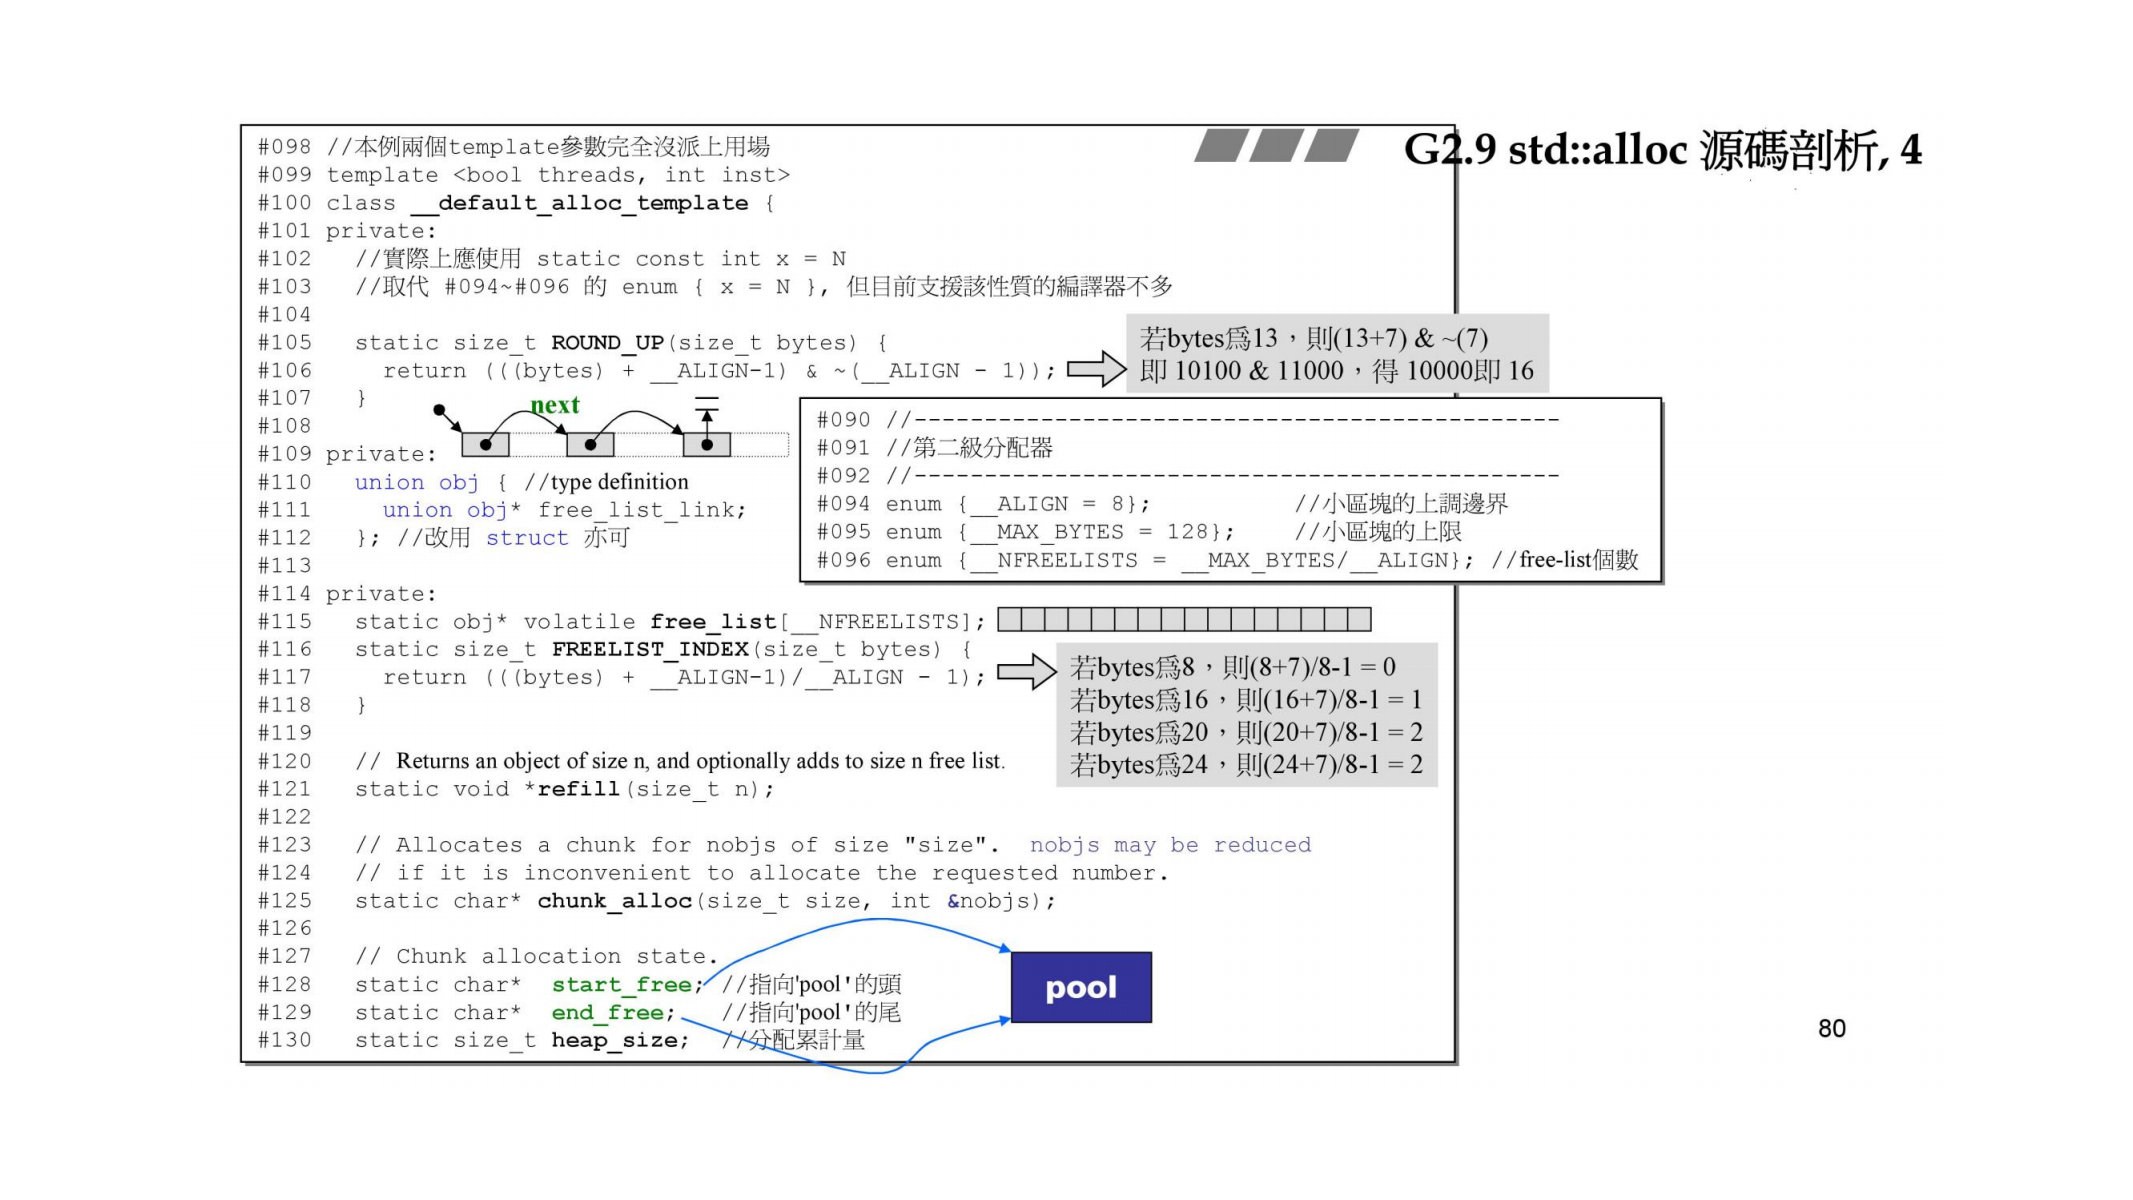 G2.9 std::alloc 源碼剖析, 4
#098 //本例兩個template參數完全沒派上用場
#099 template <bool threads, int inst>
#100 class __default_alloc_template {
#101 private:
#102   //實際上應使用 static const int x = N
#103   //取代 #094~#096 的 enum { x = N }, 但目前支援該性質的編譯器不多
#104
#105   static size_t ROUND_UP(size_t bytes) {
#106     return (((bytes) + __ALIGN-1) & ~(__ALIGN - 1));
#107   }
#108
#109 private:
#110   union obj { //type definition
#111     union obj* free_list_link;
#112   }; //改用 struct 亦可
#113
#114 private:
#115   static obj* volatile free_list[__NFREELISTS];
#116   static size_t FREELIST_INDEX(size_t bytes) {
#117     return (((bytes) + __ALIGN-1)/__ALIGN - 1);
#118   }
#119
#120   // Returns an object of size n, and optionally adds to size n free list.
#121   static void *refill(size_t n);
#122
#123   // Allocates a chunk for nobjs of size "size".  nobjs may be reduced
#124   // if it is inconvenient to allocate the requested number.
#125   static char* chunk_alloc(size_t size, int &nobjs);
#126
#127   // Chunk allocation state.
#128   static char*  start_free; //指向'pool'的頭
#129   static char*  end_free;   //指向'pool'的尾
#130   static size_t heap_size;  //分配累計量
若bytes爲13，則(13+7) & ~(7)
即 10100 & 11000，得 10000即 16
next
#090 //----------------------------------------------
#091 //第二級分配器
#092 //----------------------------------------------
#094 enum {__ALIGN = 8};          //小區塊的上調邊界
#095 enum {__MAX_BYTES = 128};    //小區塊的上限
#096 enum {__NFREELISTS = __MAX_BYTES/__ALIGN}; //free-list個數
若bytes爲8，則(8+7)/8-1 = 0
若bytes爲16，則(16+7)/8-1 = 1
若bytes爲20，則(20+7)/8-1 = 2
若bytes爲24，則(24+7)/8-1 = 2
pool
80